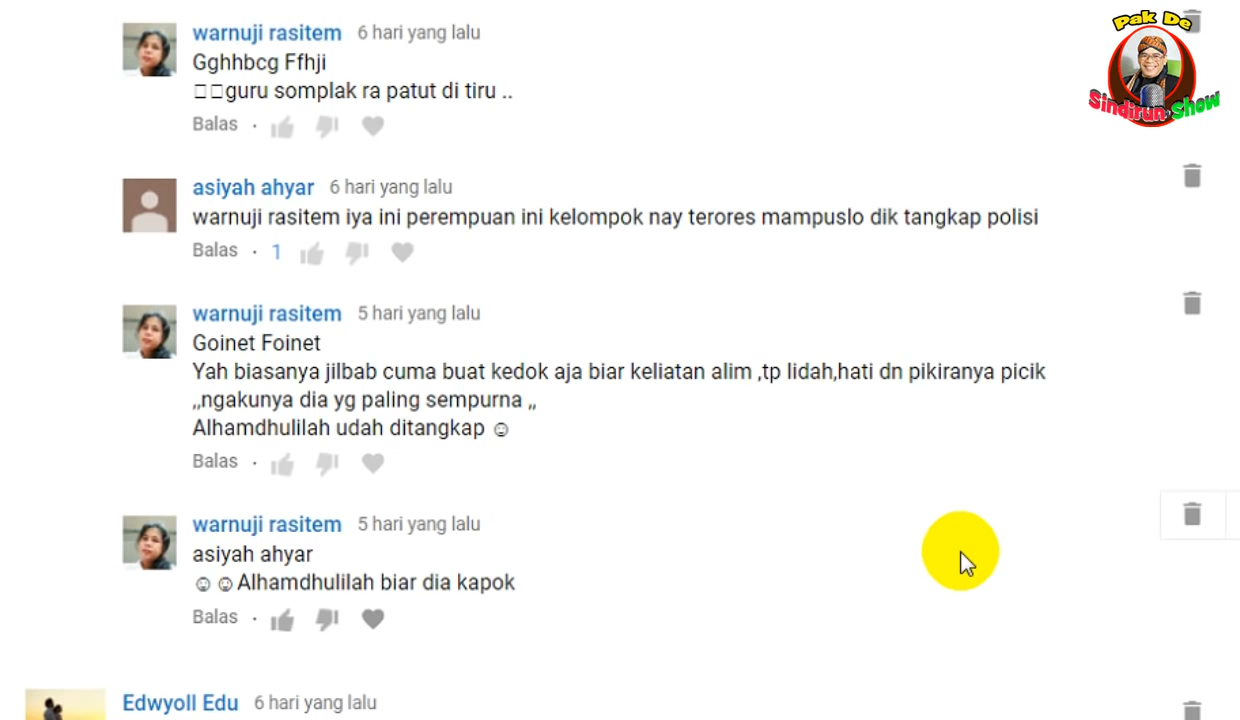 Pak De
Sindirun Show
warnuji rasitem 6 hari yang lalu
Gghhbcg Ffhji
guru somplak ra patut di tiru ..
Balas ·
asiyah ahyar 6 hari yang lalu
warnuji rasitem iya ini perempuan ini kelompok nay terores mampuslo dik tangkap polisi
Balas · 1
warnuji rasitem 5 hari yang lalu
Goinet Foinet
Yah biasanya jilbab cuma buat kedok aja biar keliatan alim ,tp lidah,hati dn pikiranya picik
,,ngakunya dia yg paling sempurna ,,
Alhamdhulilah udah ditangkap ☺
Balas ·
warnuji rasitem 5 hari yang lalu
asiyah ahyar
☺☺Alhamdhulilah biar dia kapok
Balas ·
Edwyoll Edu 6 hari yang lalu